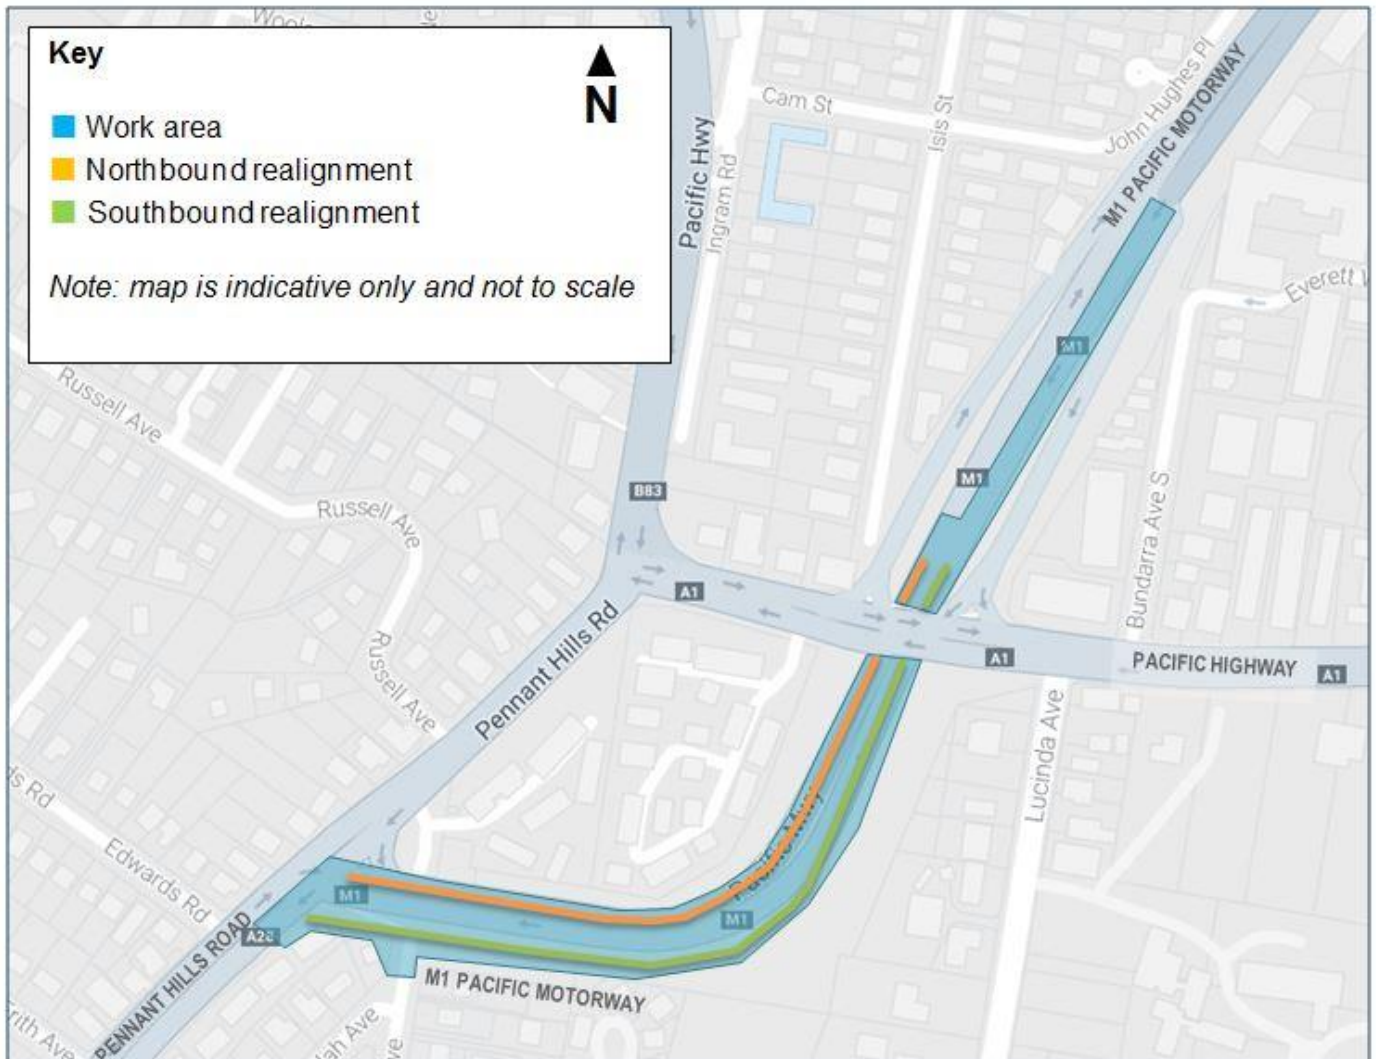 Key
N
Work area
Northbound realignment
Southbound realignment
Note: map is indicative only and not to scale
Cam St
John Hughes Pl
M1 PACIFIC MOTORWAY
Isis St
Pacific Hwy
Ingram Rd
Everett
M1
Russell Ave
M1
B83
Russell Ave
Bundarra Ave S
A1
Pennant Hills Rd
A1
PACIFIC HIGHWAY
A1
Russell Ave
Lucinda Ave
Edwards Rd
M1
M1
PENNANT HILLS ROAD
M1 PACIFIC MOTORWAY